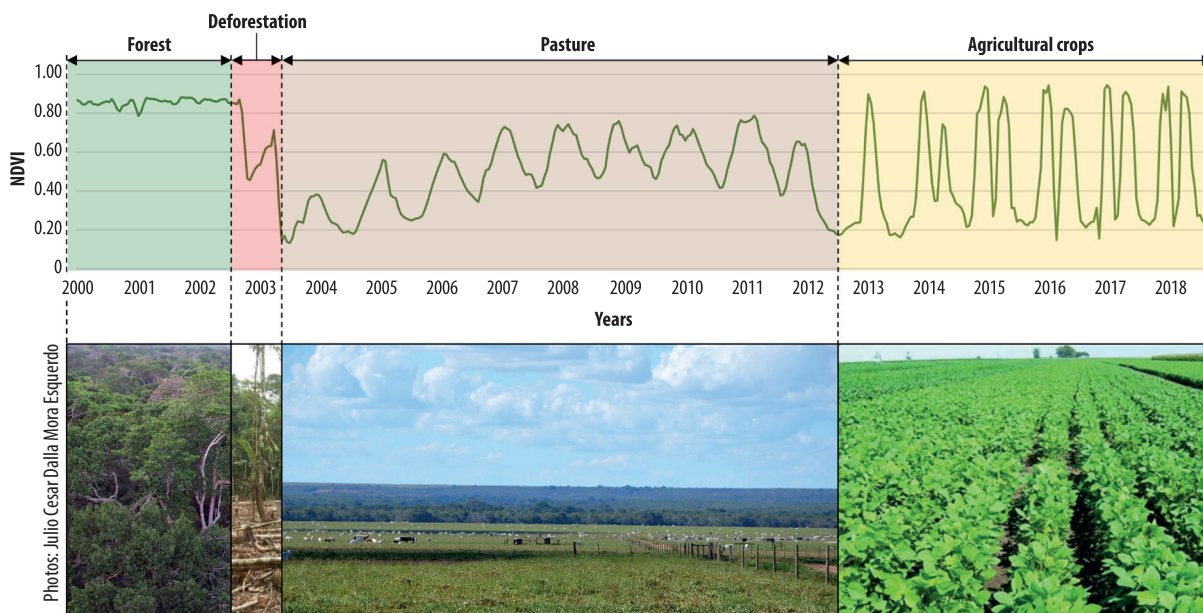 Deforestation
Forest
Pasture
Agricultural crops
1.00
0.80
0.60
0.40
0.20
0
NDVI
2000 2001 2002 2003 2004 2005 2006 2007 2008 2009 2010 2011 2012 2013 2014 2015 2016 2017 2018
Years
Photos: Julio Cesar Dalla Mora Esquerdo